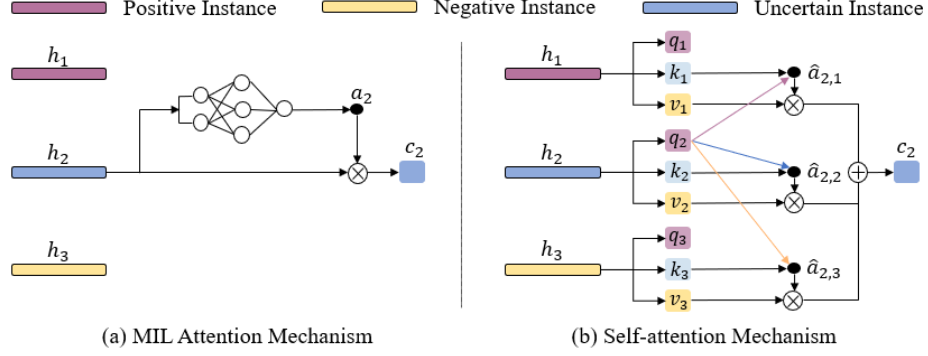 Positive Instance
Negative Instance
Uncertain Instance
h₁
h₂
h₃
a₂
c₂
(a) MIL Attention Mechanism
h₁
q₁
k₁
v₁
â₂,₁
h₂
q₂
k₂
v₂
â₂,₂
c₂
h₃
q₃
k₃
v₃
â₂,₃
(b) Self-attention Mechanism